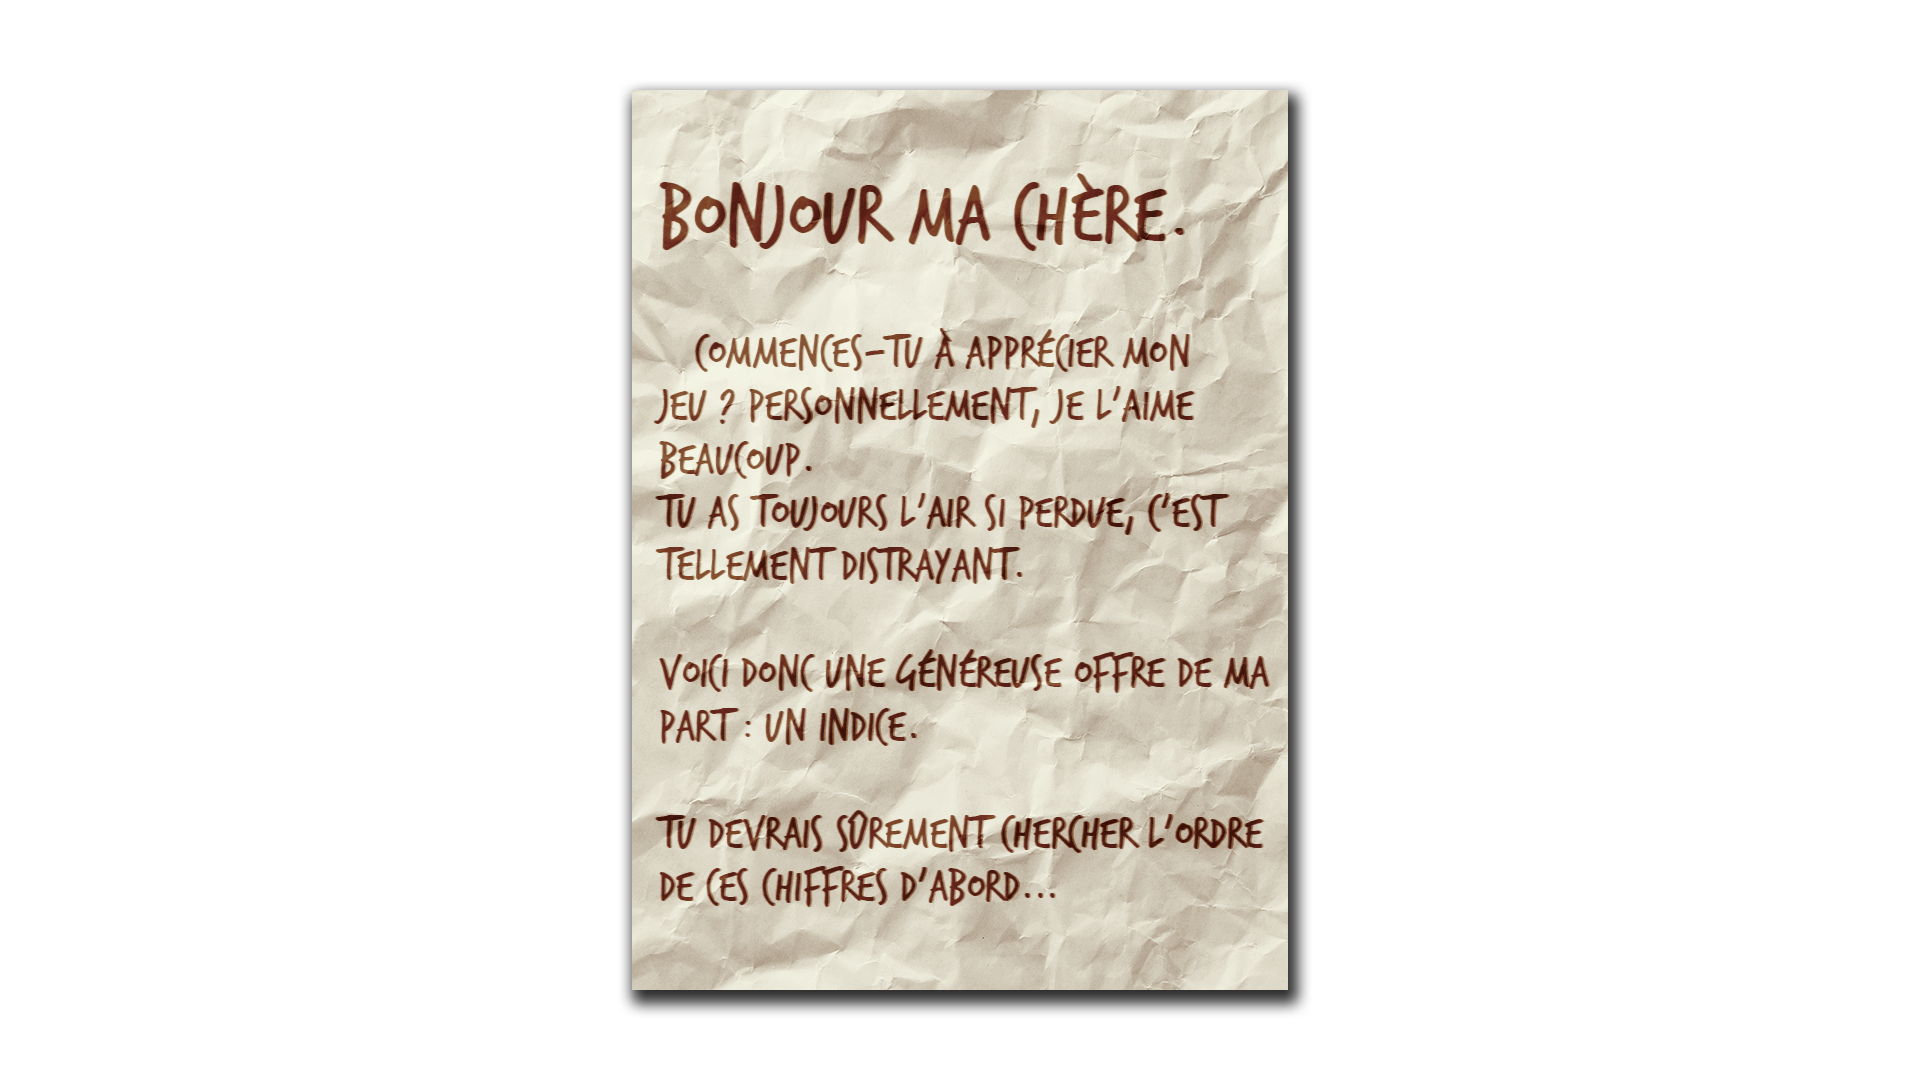 BONJOUR MA CHÈRE.
COMMENCES-TU À APPRÉCIER MON
JEU ? PERSONNELLEMENT, JE L'AIME
BEAUCOUP.
TU AS TOUJOURS L'AIR SI PERDUE, C'EST
TELLEMENT DISTRAYANT.
VOICI DONC UNE GÉNÉREUSE OFFRE DE MA
PART : UN INDICE.
TU DEVRAIS SÛREMENT CHERCHER L'ORDRE
DE CES CHIFFRES D'ABORD...